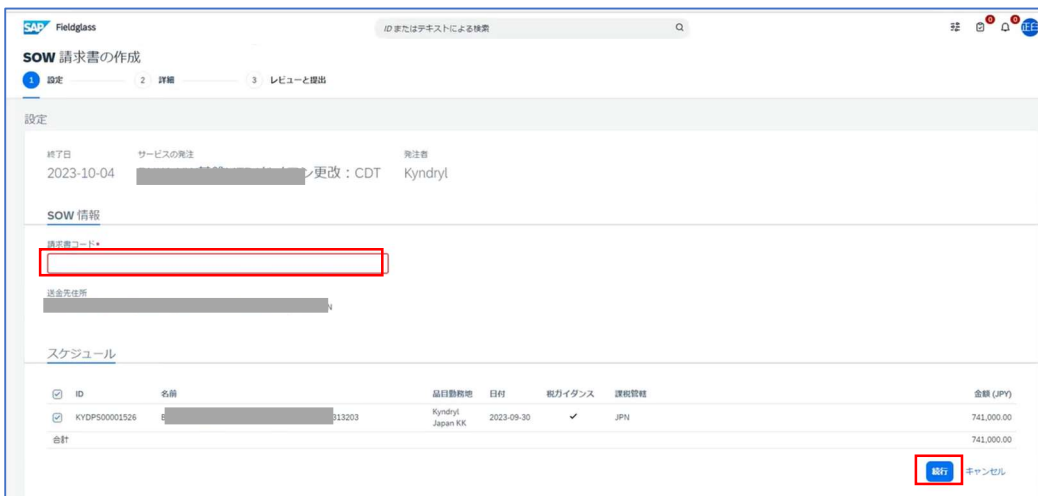 SAP Fieldglass IDまたはテキストによる検索 0 0
SOW 請求書の作成
1 設定 2 詳細 3 レビューと提出
設定
終了日 サービスの発注 発注者
2023-10-04 更改：CDT Kyndryl
SOW 情報
請求書コード*
送金先住所
N
スケジュール
ID 名前 品目勤務地 日付 税ガイダンス 課税管轄 金額 (JPY)
KYDPS00001526 313203 Kyndryl Japan KK 2023-09-30 ✓ JPN 741,000.00
合計 741,000.00
続行 キャンセル